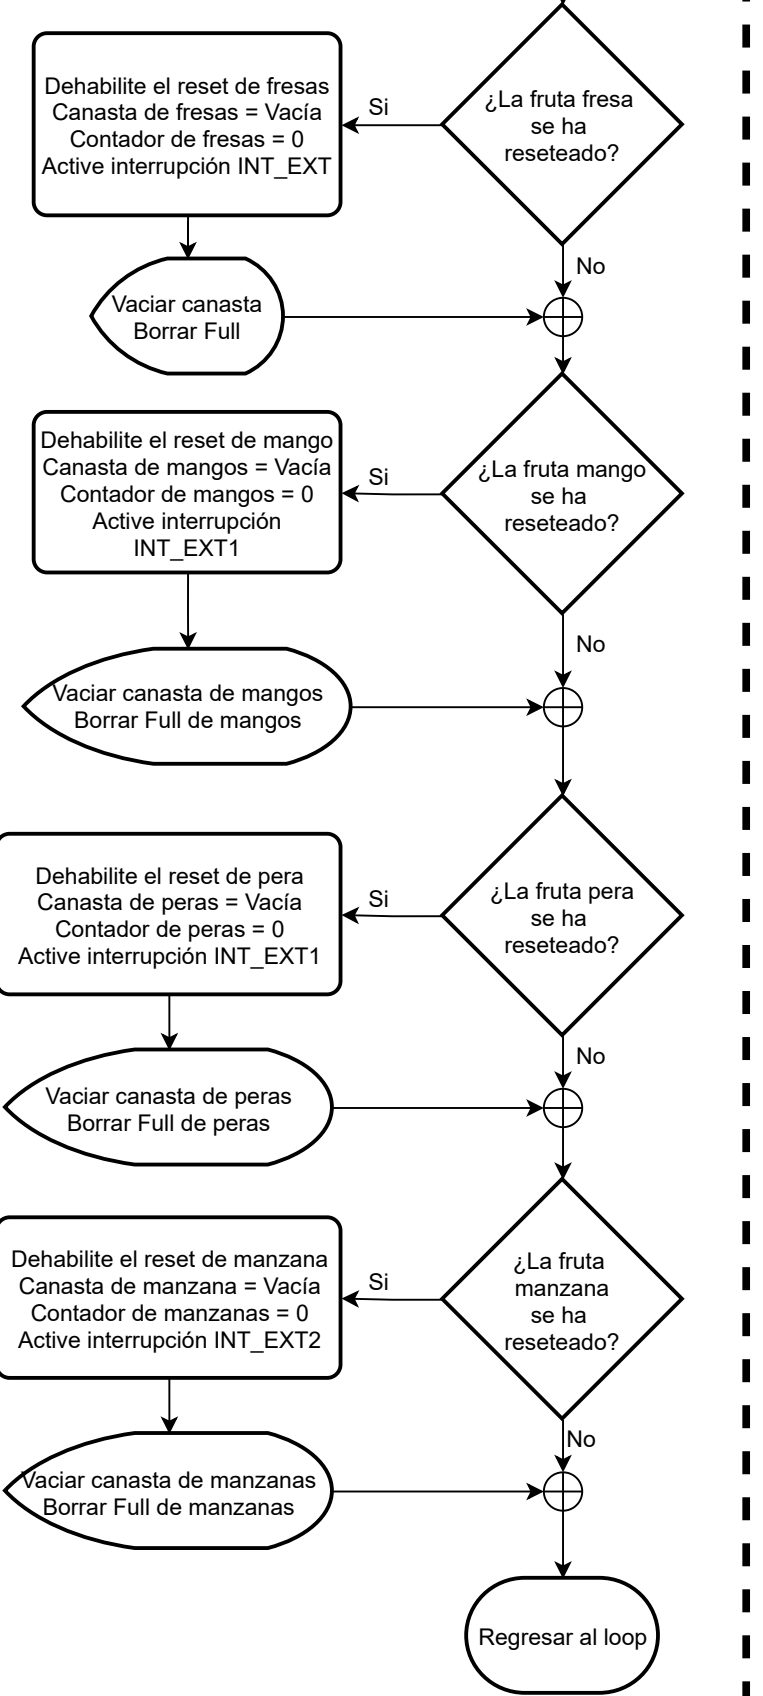 ¿La fruta fresa
se ha
reseteado?
Si
Dehabilite el reset de fresas
Canasta de fresas = Vacía
Contador de fresas = 0
Active interrupción INT_EXT
No
Vaciar canasta
Borrar Full
¿La fruta mango
se ha
reseteado?
Si
Dehabilite el reset de mango
Canasta de mangos = Vacía
Contador de mangos = 0
Active interrupción
INT_EXT1
No
Vaciar canasta de mangos
Borrar Full de mangos
¿La fruta pera
se ha
reseteado?
Si
Dehabilite el reset de pera
Canasta de peras = Vacía
Contador de peras = 0
Active interrupción INT_EXT1
No
Vaciar canasta de peras
Borrar Full de peras
¿La fruta
manzana
se ha
reseteado?
Si
Dehabilite el reset de manzana
Canasta de manzana = Vacía
Contador de manzanas = 0
Active interrupción INT_EXT2
No
Vaciar canasta de manzanas
Borrar Full de manzanas
Regresar al loop